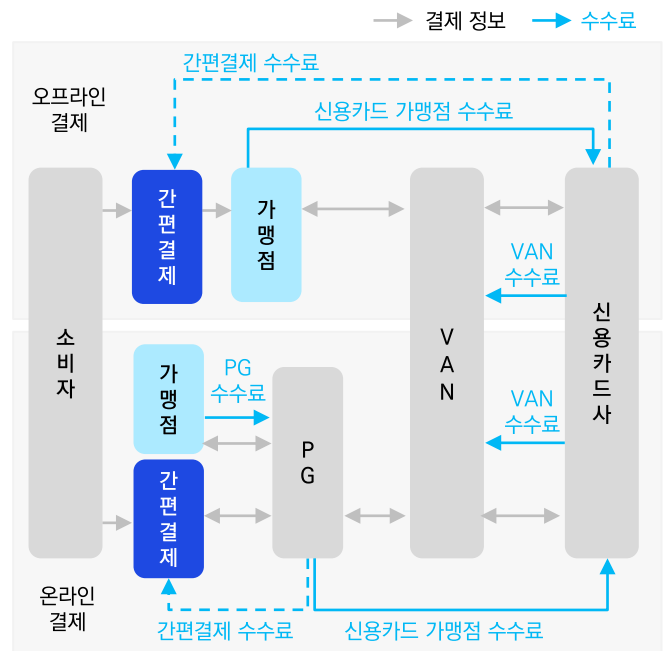 결제 정보
수수료
간편결제 수수료
오프라인
결제
신용카드 가맹점 수수료
간
편
결
제
가
맹
점
VAN
수수료
소
비
자
V
A
N
신
용
카
드
사
가
맹
점
PG
수수료
VAN
수수료
P
G
간
편
결
제
온라인
결제
간편결제 수수료
신용카드 가맹점 수수료